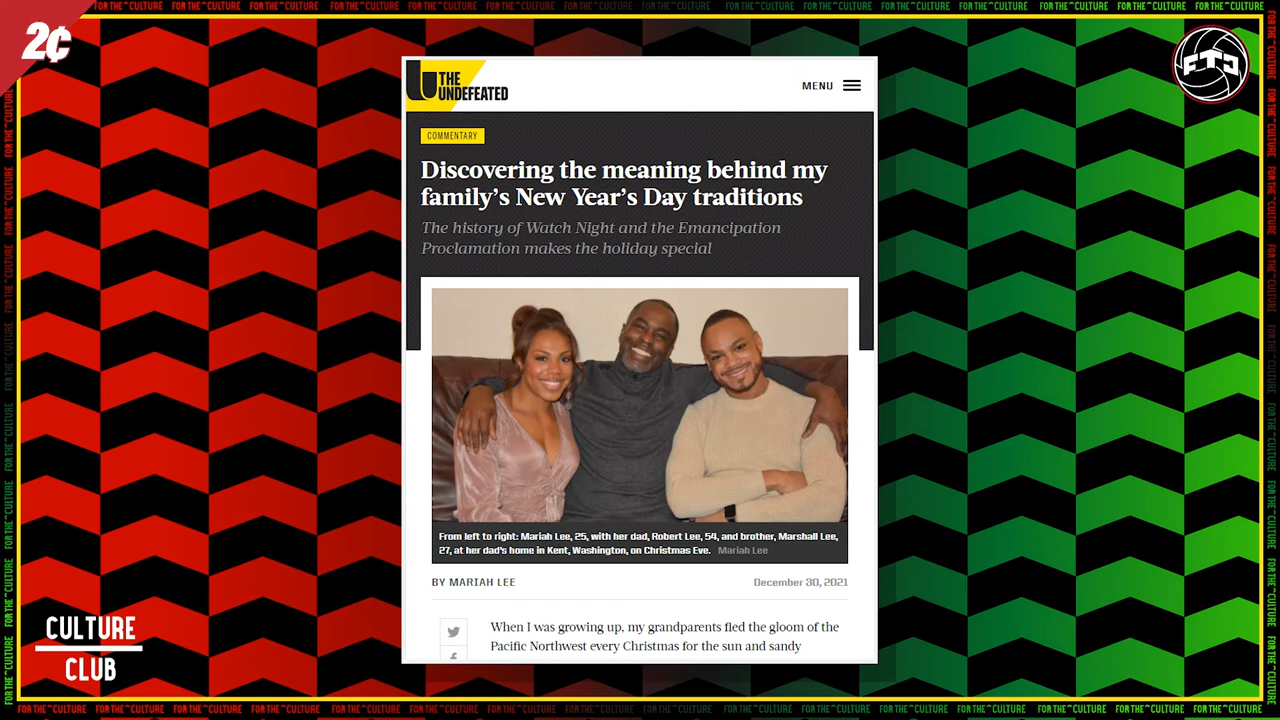 FOR THE CULTURE
2¢
FTC
THE
UNDEFEATED
MENU
COMMENTARY
Discovering the meaning behind my
family's New Year's Day traditions
The history of Watch Night and the Emancipation
Proclamation makes the holiday special
From left to right: Mariah Lee, 25, with her dad, Robert Lee, 54, and brother, Marshall Lee,
27, at her dad's home in Kent, Washington, on Christmas Eve. Mariah Lee
BY MARIAH LEE
December 30, 2021
When I was growing up, my grandparents fled the gloom of the
Pacific Northwest every Christmas for the sun and sandy
CULTURE
CLUB